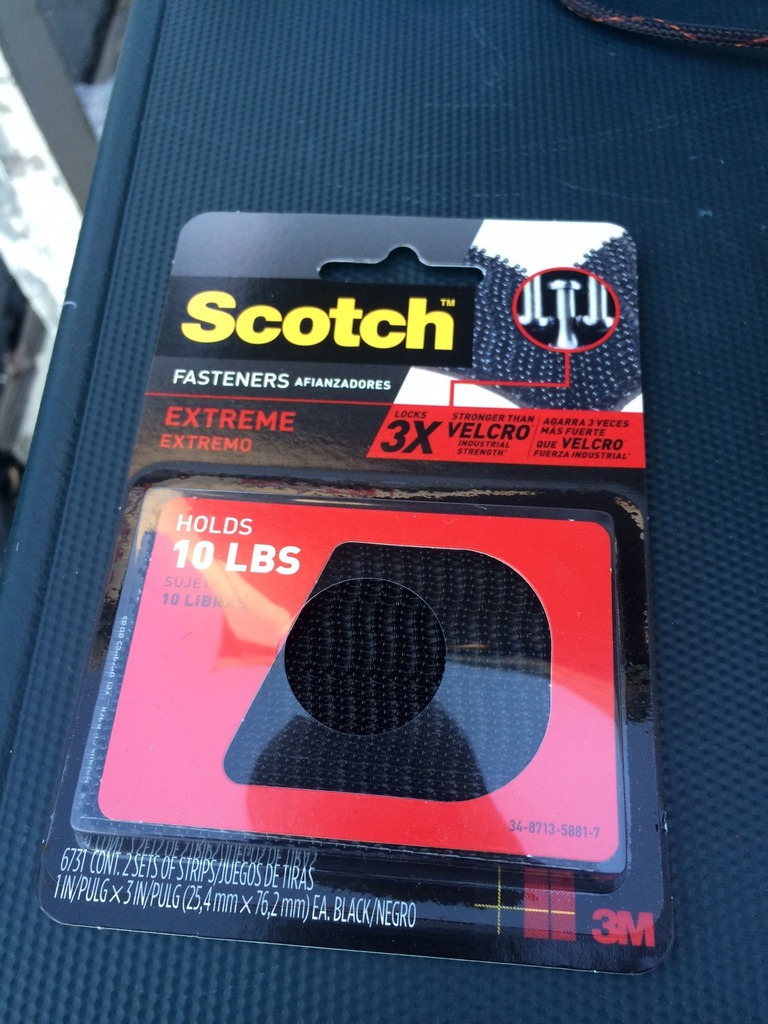 Scotch™
FASTENERS AFIANZADORES
EXTREME
EXTREMO
LOCKS
3X
STRONGER THAN
VELCRO
INDUSTRIAL
STRENGTH*
AGARRA 3 VECES
MÁS FUERTE
QUE VELCRO
FUERZA INDUSTRIAL*
HOLDS
10 LBS
10 LIBRAS
34-8713-5881-7
6731 CONT. 2 SETS OF STRIPS/JUEGOS DE TIRAS
1 IN/PULG X 3 IN/PULG (25,4 mm X 76,2 mm) EA. BLACK/NEGRO
3M